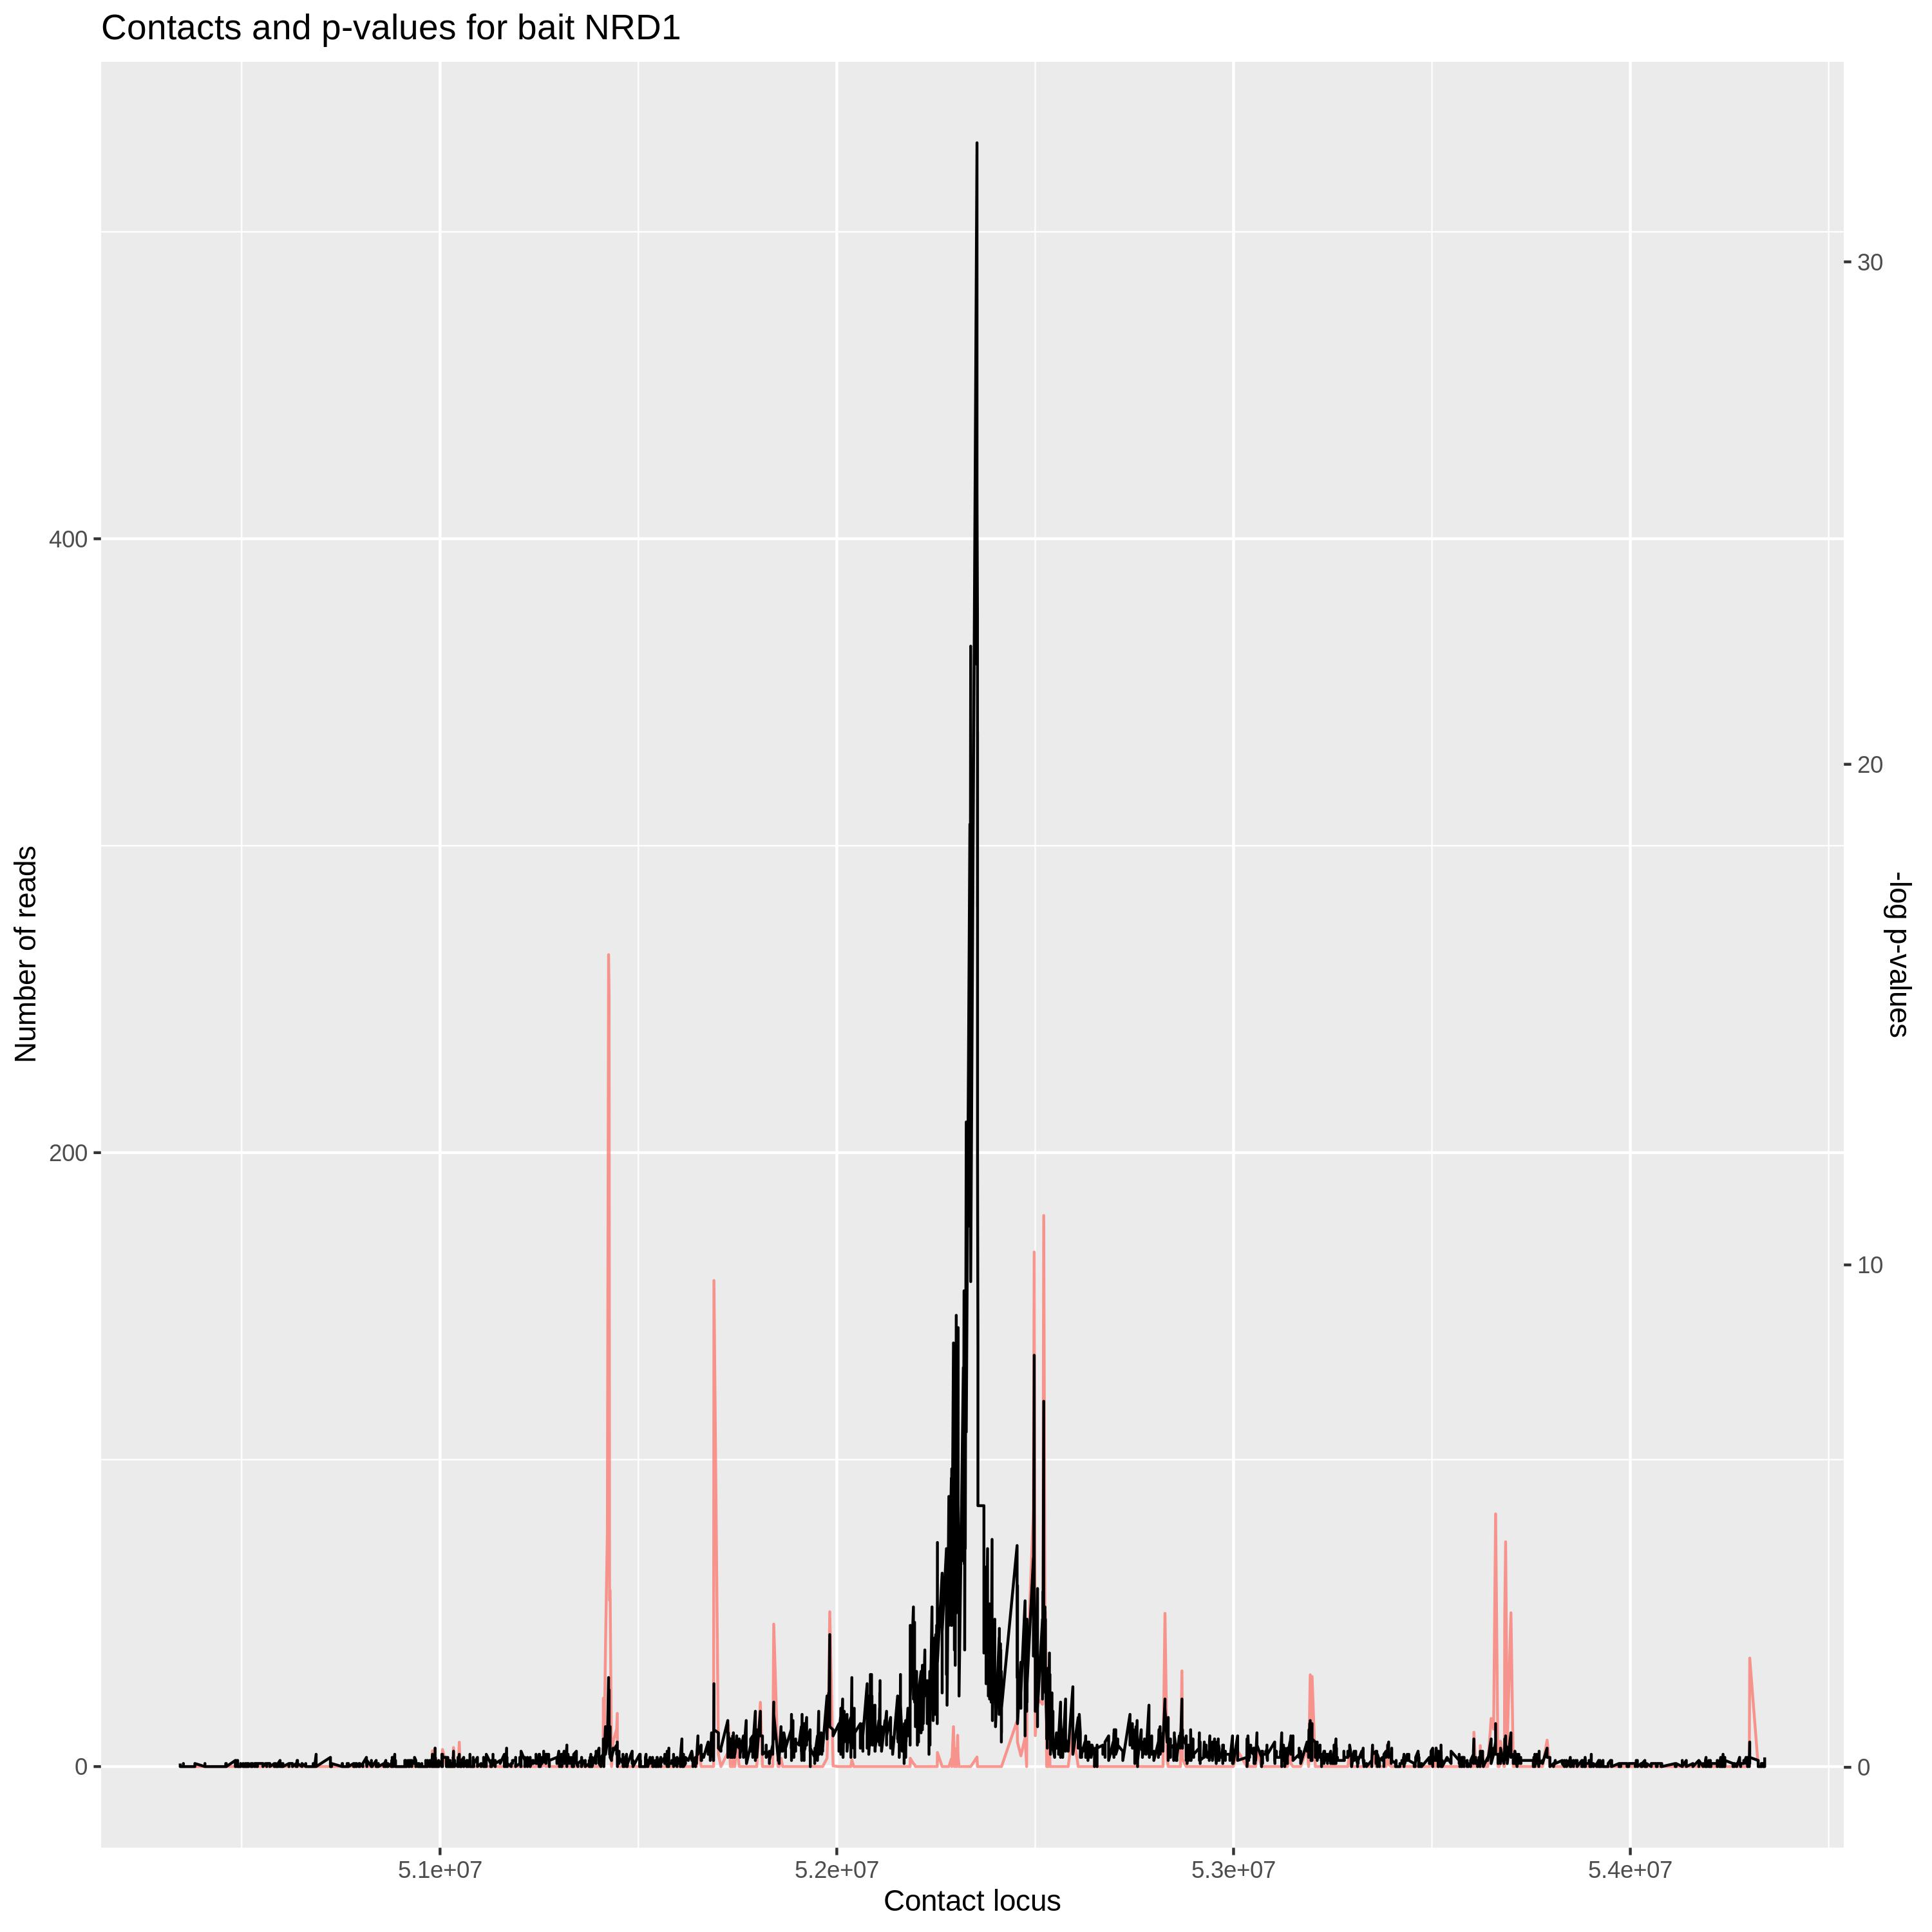 Contacts and p-values for bait NRD1
Number of reads
400
200
0
30
20
10
0
-log p-values
5.1e+07
5.2e+07
5.3e+07
5.4e+07
Contact locus